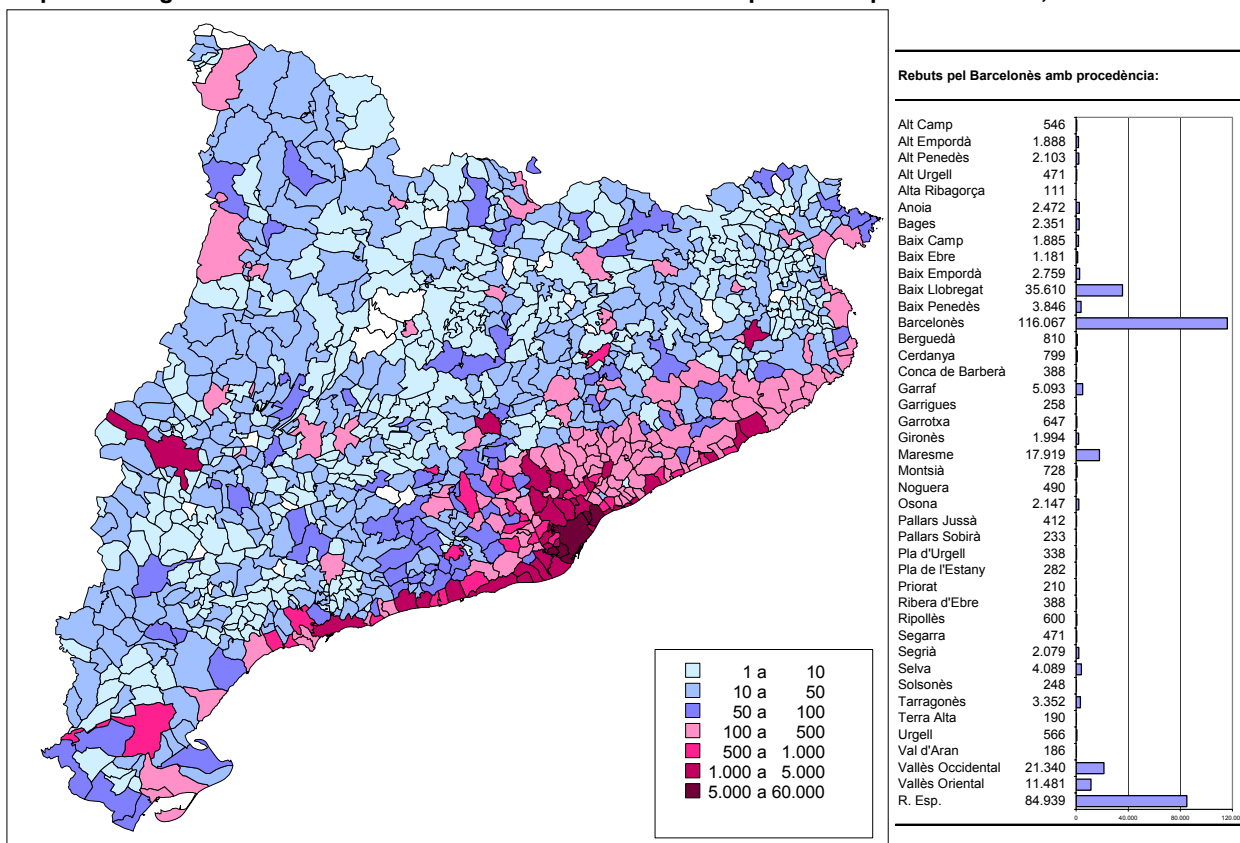 Rebuts pel Barcelonès amb procedència:
Alt Camp 546
Alt Empordà 1.888
Alt Penedès 2.103
Alt Urgell 471
Alta Ribagorça 111
Anoia 2.472
Bages 2.351
Baix Camp 1.885
Baix Ebre 1.181
Baix Empordà 2.759
Baix Llobregat 35.610
Baix Penedès 3.846
Barcelonès 116.067
Berguedà 810
Cerdanya 799
Conca de Barberà 388
Garraf 5.093
Garrigues 258
Garrotxa 647
Gironès 1.994
Maresme 17.919
Montsià 728
Noguera 490
Osona 2.147
Pallars Jussà 412
Pallars Sobirà 233
Pla d'Urgell 338
Pla de l'Estany 282
Priorat 210
Ribera d'Ebre 388
Ripollès 600
Segarra 471
Segrià 2.079
Selva 4.089
Solsonès 248
Tarragonès 3.352
Terra Alta 190
Urgell 566
Val d'Aran 186
Vallès Occidental 21.340
Vallès Oriental 11.481
R. Esp. 84.939
0 40.000 80.000
1 a 10
10 a 50
50 a 100
100 a 500
500 a 1.000
1.000 a 5.000
5.000 a 60.000